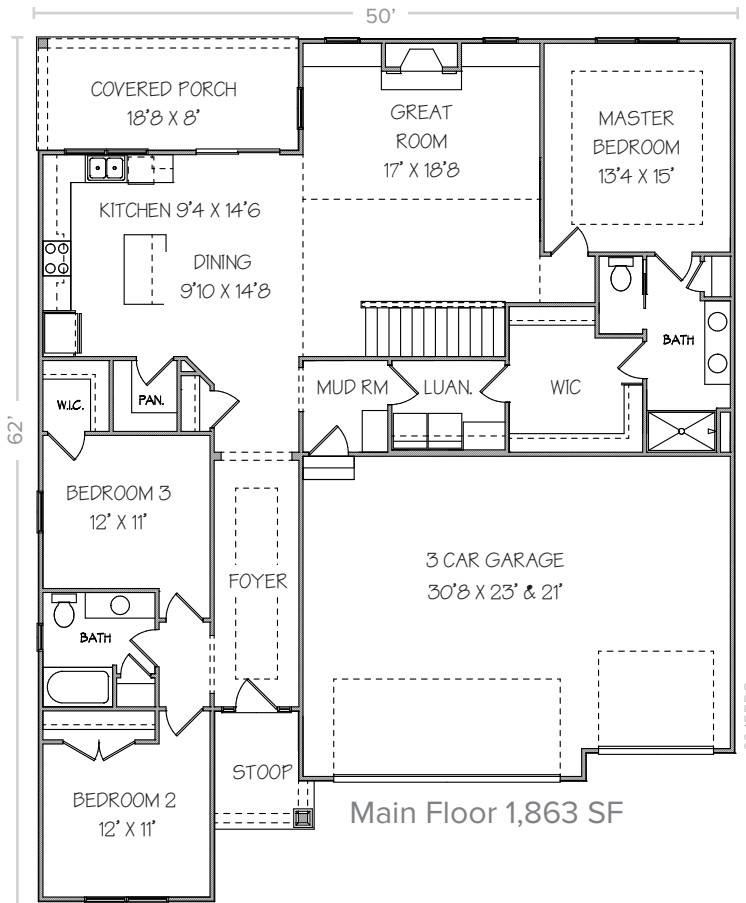 50'
COVERED PORCH
18'8 X 8'
GREAT
ROOM
17' X 18'8
MASTER
BEDROOM
13'4 X 15'
KITCHEN 9'4 X 14'6
DINING
9'10 X 14'8
BATH
MUD RM
LUAN.
WIC
W.I.C.
PAN.
62'
BEDROOM 3
12' X 11'
FOYER
3 CAR GARAGE
30'8 X 23' & 21'
BATH
STOOP
BEDROOM 2
12' X 11'
Main Floor 1,863 SF